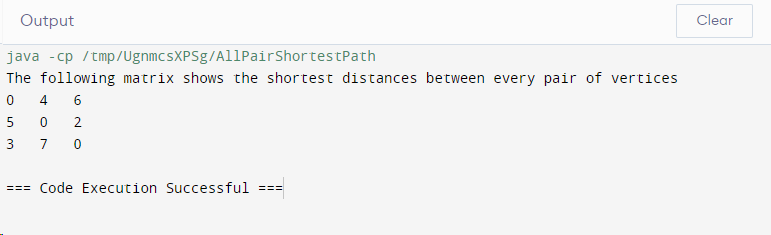 Output
Clear
java -cp /tmp/UgnmcsXPSg/AllPairShortestPath
The following matrix shows the shortest distances between every pair of vertices
0 4 6
5 0 2
3 7 0
=== Code Execution Successful ===